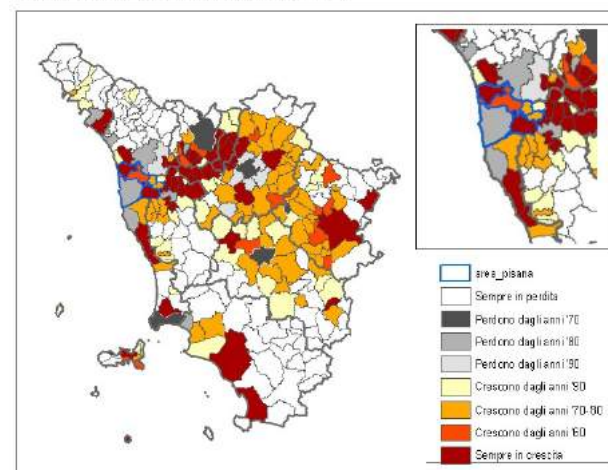 area_pisana
Sempre in perdita
Perdono dagli anni '70
Perdono dagli anni '80
Perdono dagli anni '90
Crescono dagli anni '90
Crescono dagli anni '70-'80
Crescono dagli anni '60
Sempre in crescita